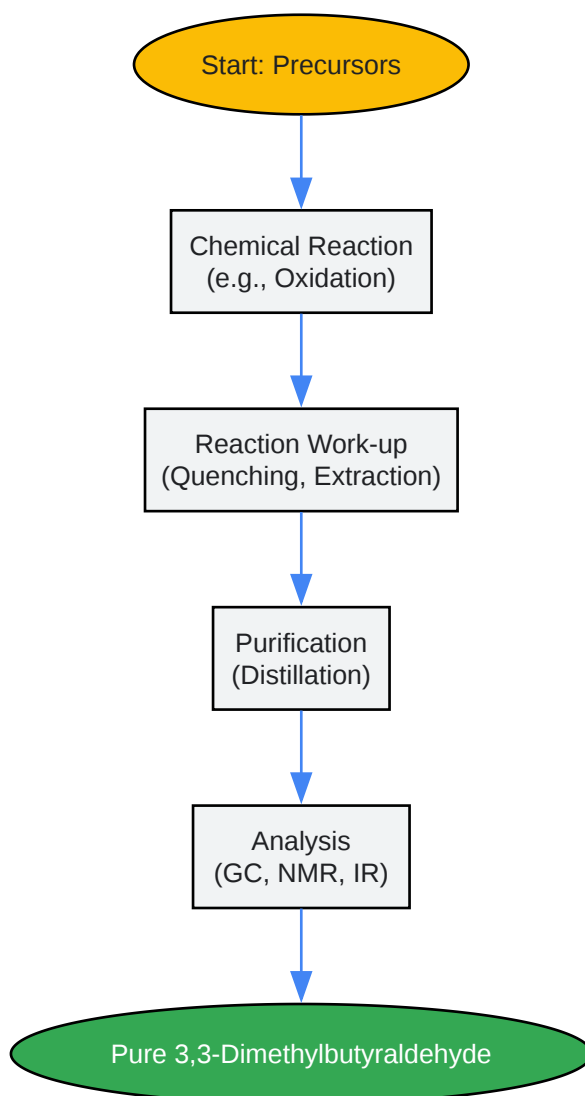 Start: Precursors
Chemical Reaction
(e.g., Oxidation)
Reaction Work-up
(Quenching, Extraction)
Purification
(Distillation)
Analysis
(GC, NMR, IR)
Pure 3,3-Dimethylbutyraldehyde